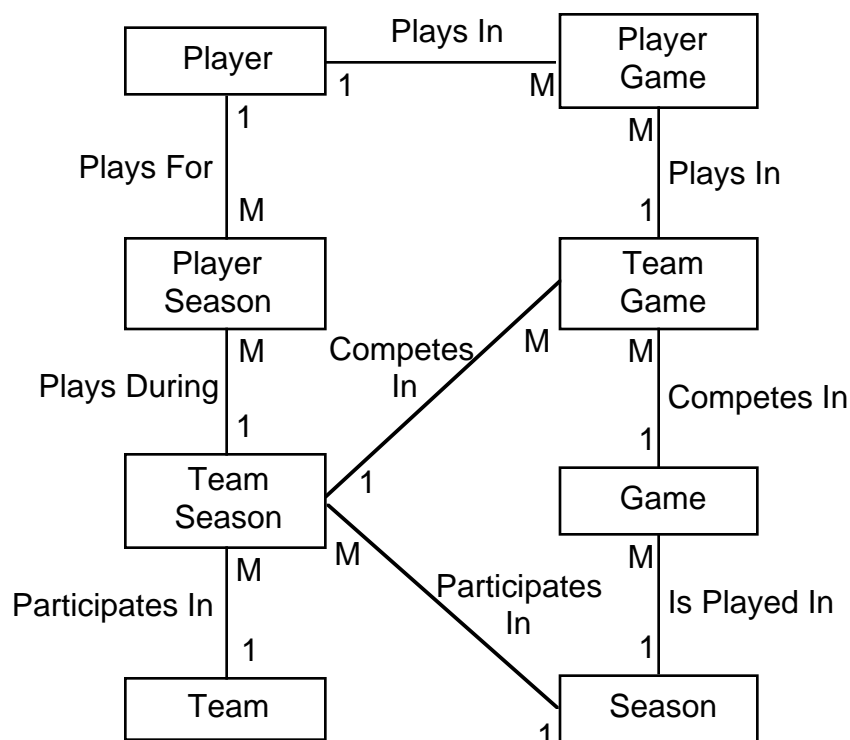 Plays In
Player
Player
Game
1
M
1
M
Plays For
Plays In
M
1
Player
Season
Team
Game
M
Competes
In
M
M
Plays During
Competes In
1
1
1
Team
Season
Game
M
M
M
Participates In
Participates
In
Is Played In
1
1
Team
Season
1